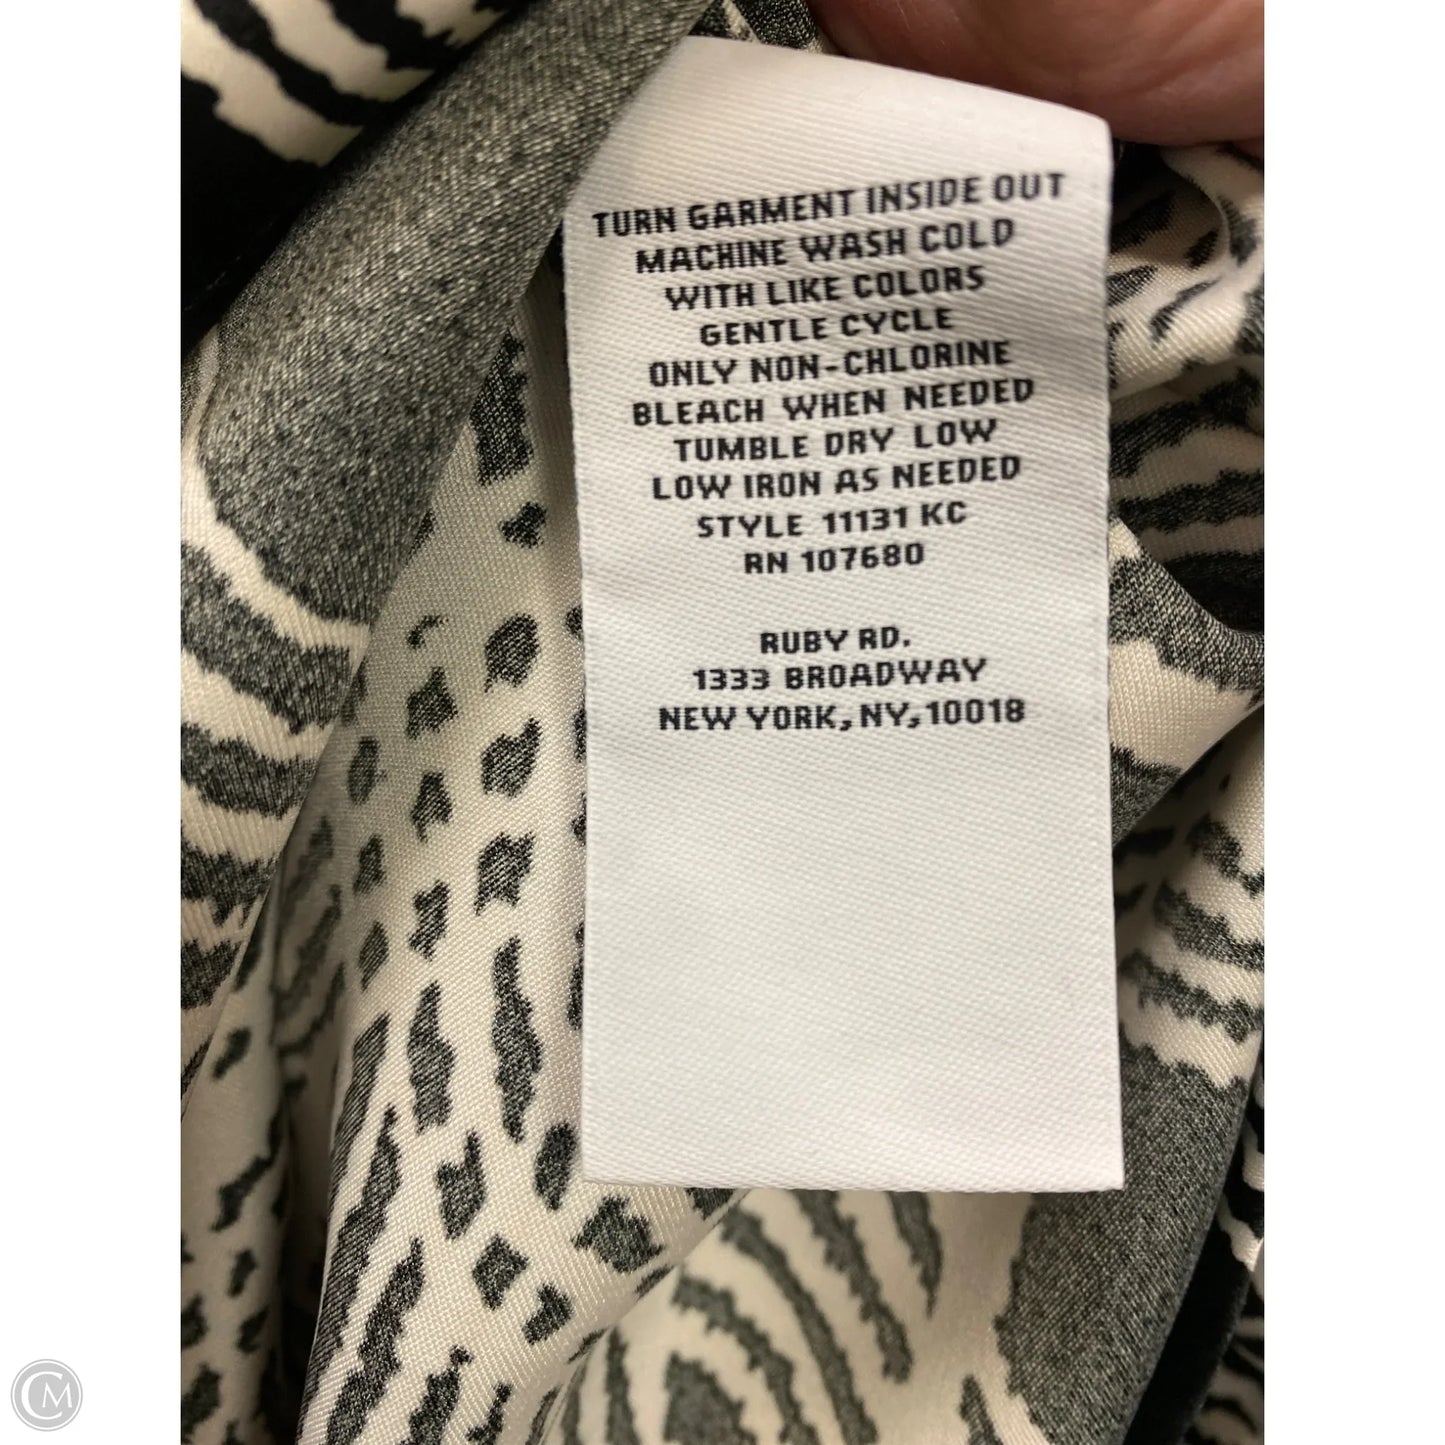 TURN GARMENT INSIDE OUT
MACHINE WASH COLD
WITH LIKE COLORS
GENTLE CYCLE
ONLY NON-CHLORINE
BLEACH WHEN NEEDED
TUMBLE DRY LOW
LOW IRON AS NEEDED
STYLE 11131 KC
RN 107680
RUBY RD.
1333 BROADWAY
NEW YORK, NY, 10018
CM